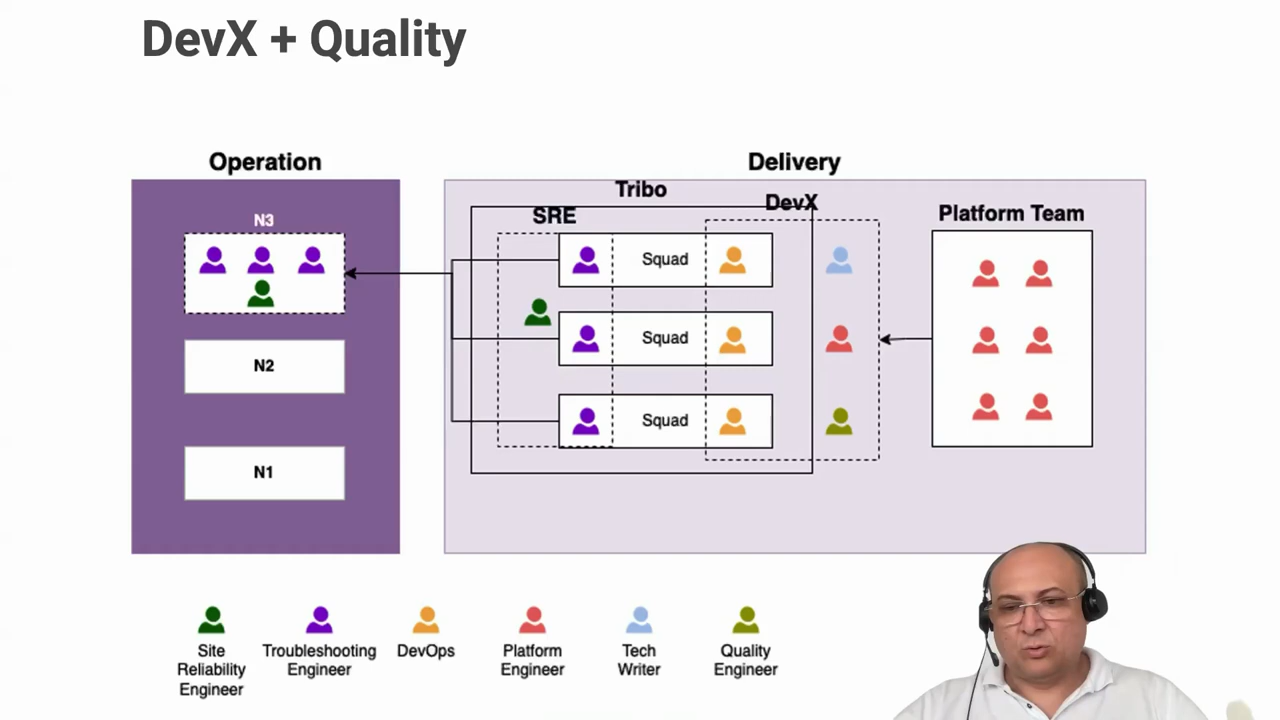 DevX + Quality
Operation
Delivery
Tribo
DevX
SRE
Platform Team
N3
Squad
N2
Squad
Squad
N1
Site
Reliability
Engineer
Troubleshooting
Engineer
DevOps
Platform
Engineer
Tech
Writer
Quality
Engineer